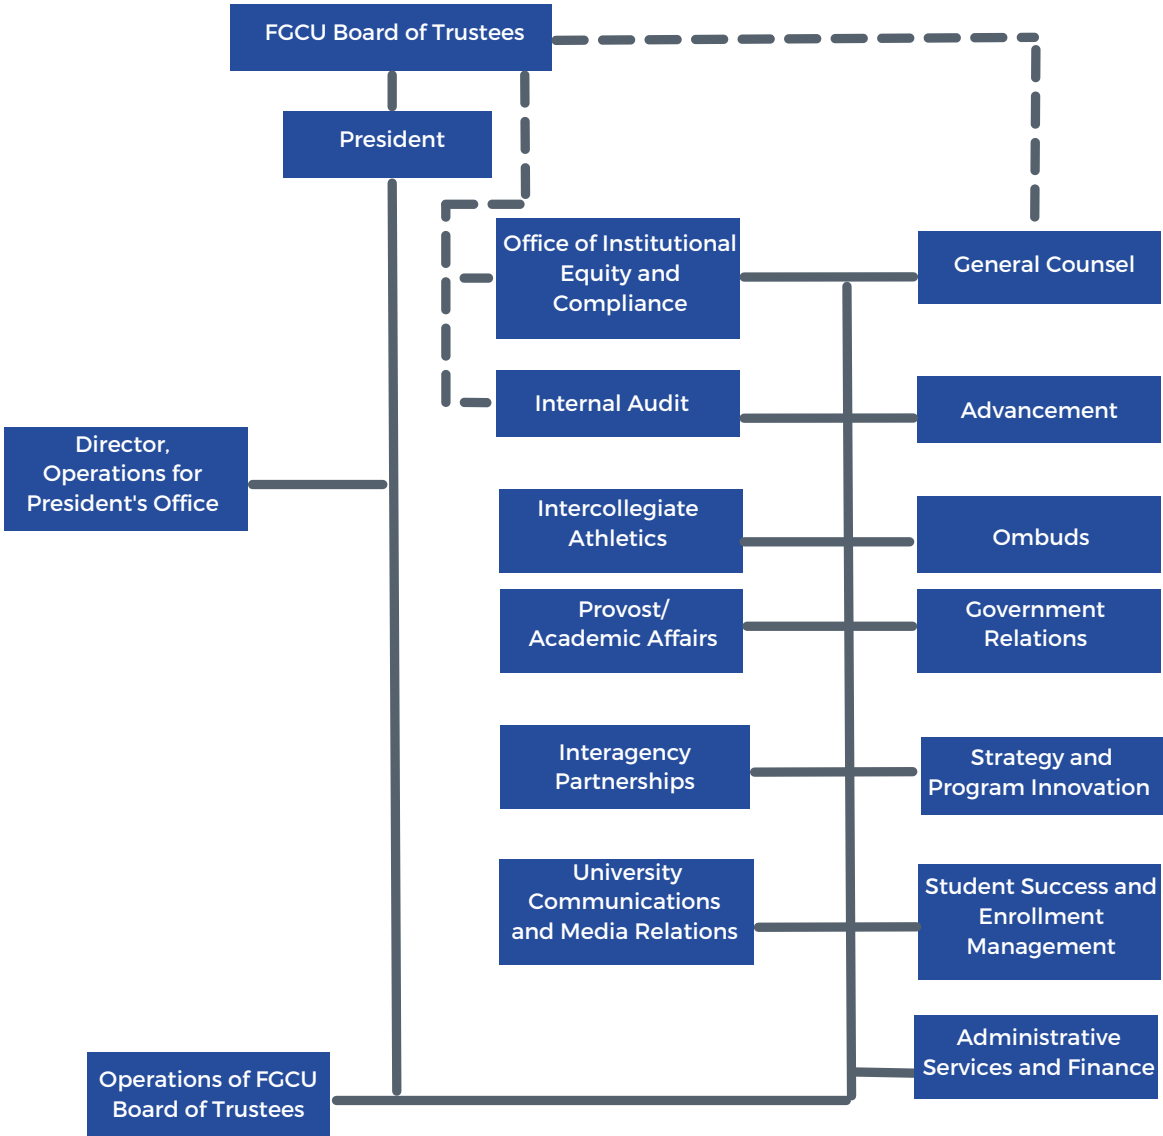 FGCU Board of Trustees
President
Office of Institutional
Equity and
Compliance
General Counsel
Internal Audit
Advancement
Director,
Operations for
President's Office
Intercollegiate
Athletics
Ombuds
Provost/
Academic Affairs
Government
Relations
Interagency
Partnerships
Strategy and
Program Innovation
University
Communications
and Media Relations
Student Success and
Enrollment
Management
Administrative
Services and Finance
Operations of FGCU
Board of Trustees